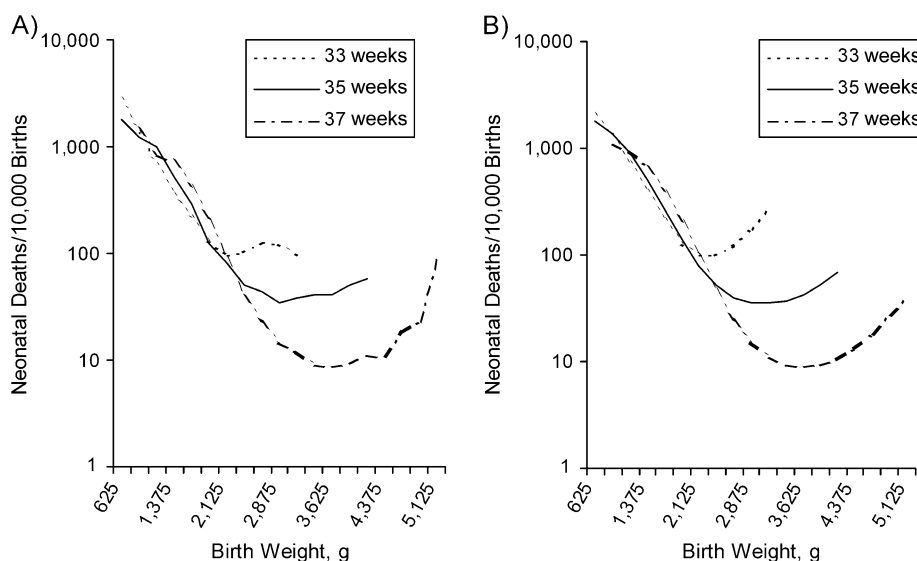 A)
10,000
1,000
100
10
1
Neonatal Deaths/10,000 Births
33 weeks
35 weeks
37 weeks
625
1,375
2,125
2,875
3,625
4,375
5,125
Birth Weight, g
B)
10,000
1,000
100
10
1
Neonatal Deaths/10,000 Births
33 weeks
35 weeks
37 weeks
625
1,375
2,125
2,875
3,625
4,375
5,125
Birth Weight, g